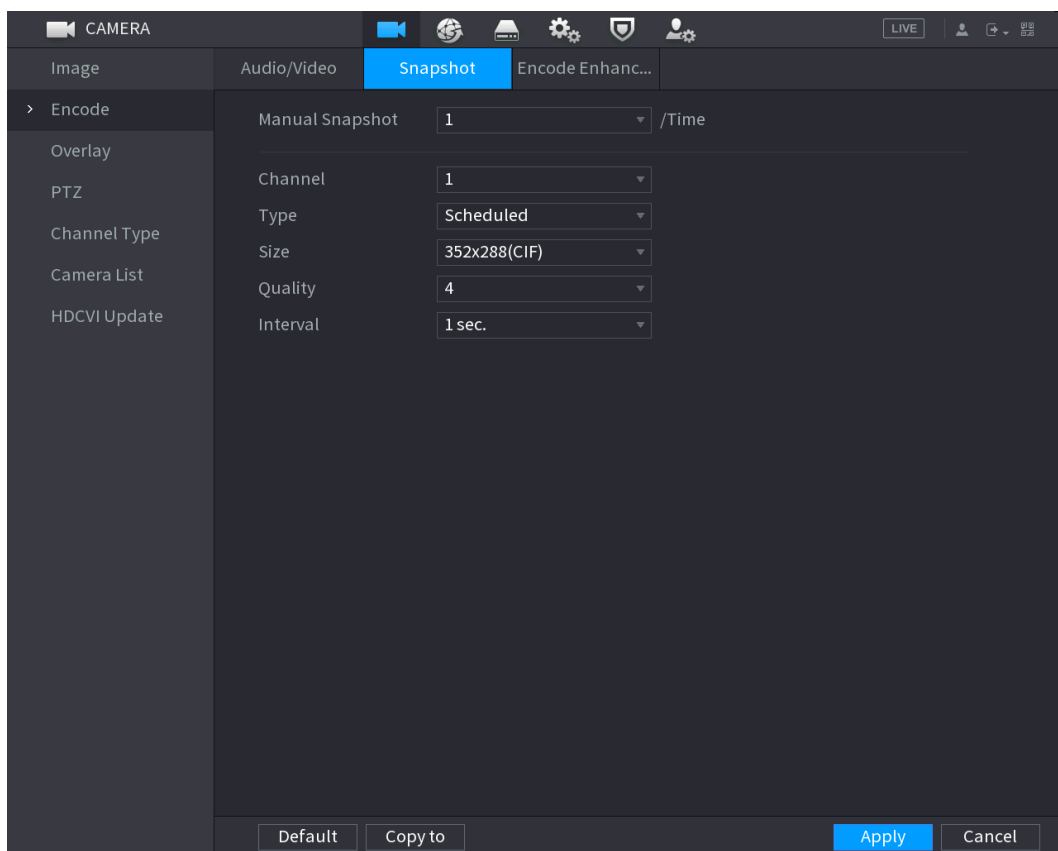 CAMERA
LIVE
Image
Audio/Video
Snapshot
Encode Enhanc...
Encode
Overlay
PTZ
Channel Type
Camera List
HDCVI Update
Manual Snapshot
1
/Time
Channel
1
Type
Scheduled
Size
352x288(CIF)
Quality
4
Interval
1 sec.
Default
Copy to
Apply
Cancel